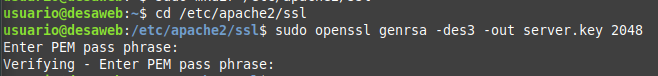 usuario@desaweb:~$ cd /etc/apache2/ssl
usuario@desaweb:/etc/apache2/ssl$ sudo openssl genrsa -des3 -out server.key 2048
Enter PEM pass phrase:
Verifying - Enter PEM pass phrase: